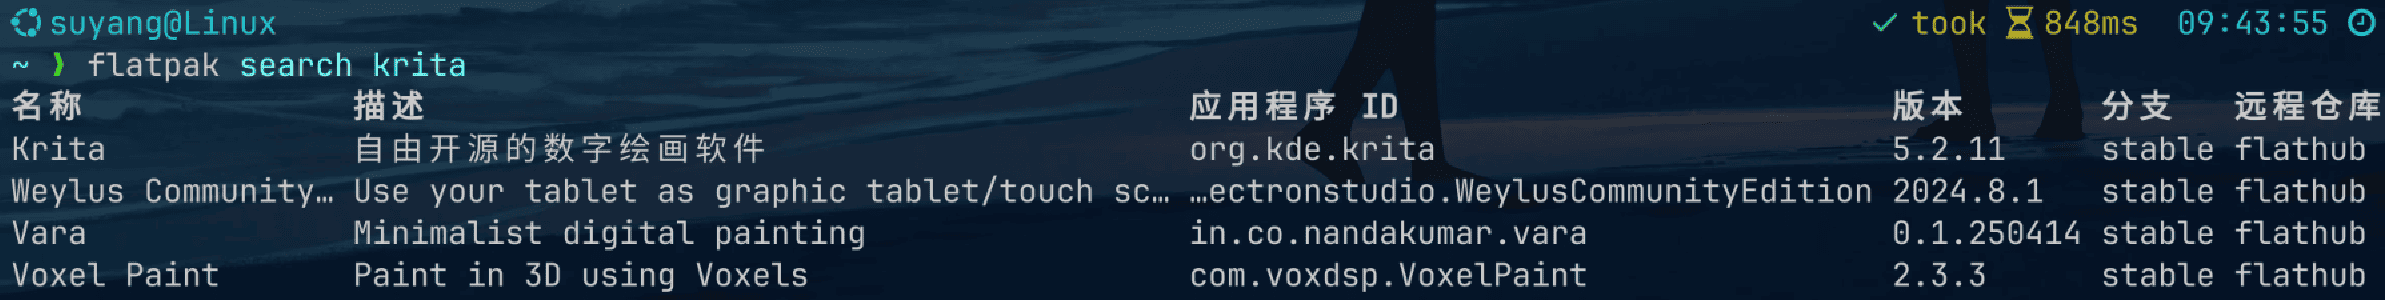 suyang@Linux ✓ took 848ms 09:43:55
~ ❯ flatpak search krita
名称 描述 应用程序 ID 版本 分支 远程仓库
Krita 自由开源的数字绘画软件 org.kde.krita 5.2.11 stable flathub
Weylus Community… Use your tablet as graphic tablet/touch sc… …ectronstudio.WeylusCommunityEdition 2024.8.1 stable flathub
Vara Minimalist digital painting in.co.nandakumar.vara 0.1.250414 stable flathub
Voxel Paint Paint in 3D using Voxels com.voxdsp.VoxelPaint 2.3.3 stable flathub